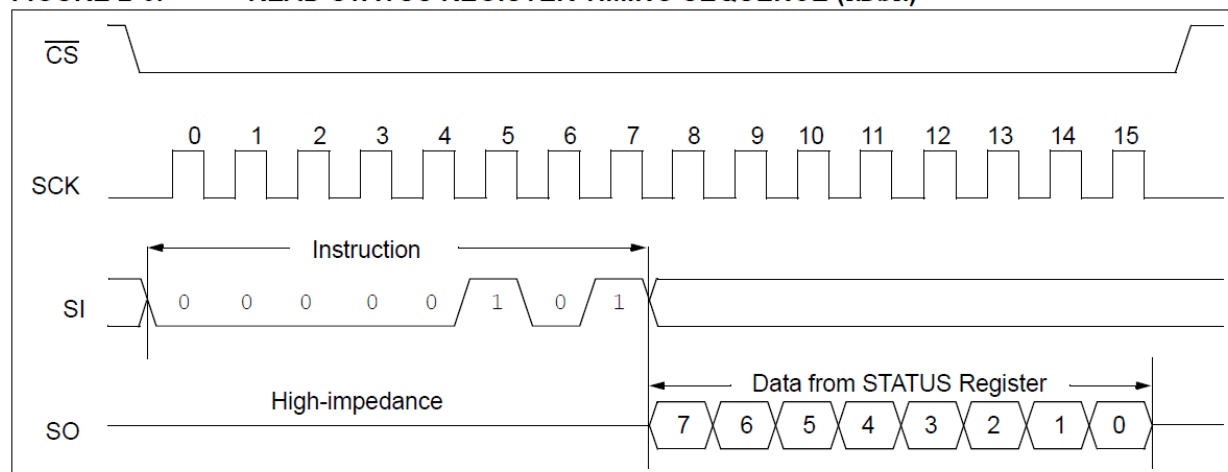 CS
0 1 2 3 4 5 6 7 8 9 10 11 12 13 14 15
SCK
Instruction
SI 0 0 0 0 0 1 0 1
Data from STATUS Register
High-impedance
SO 7 6 5 4 3 2 1 0